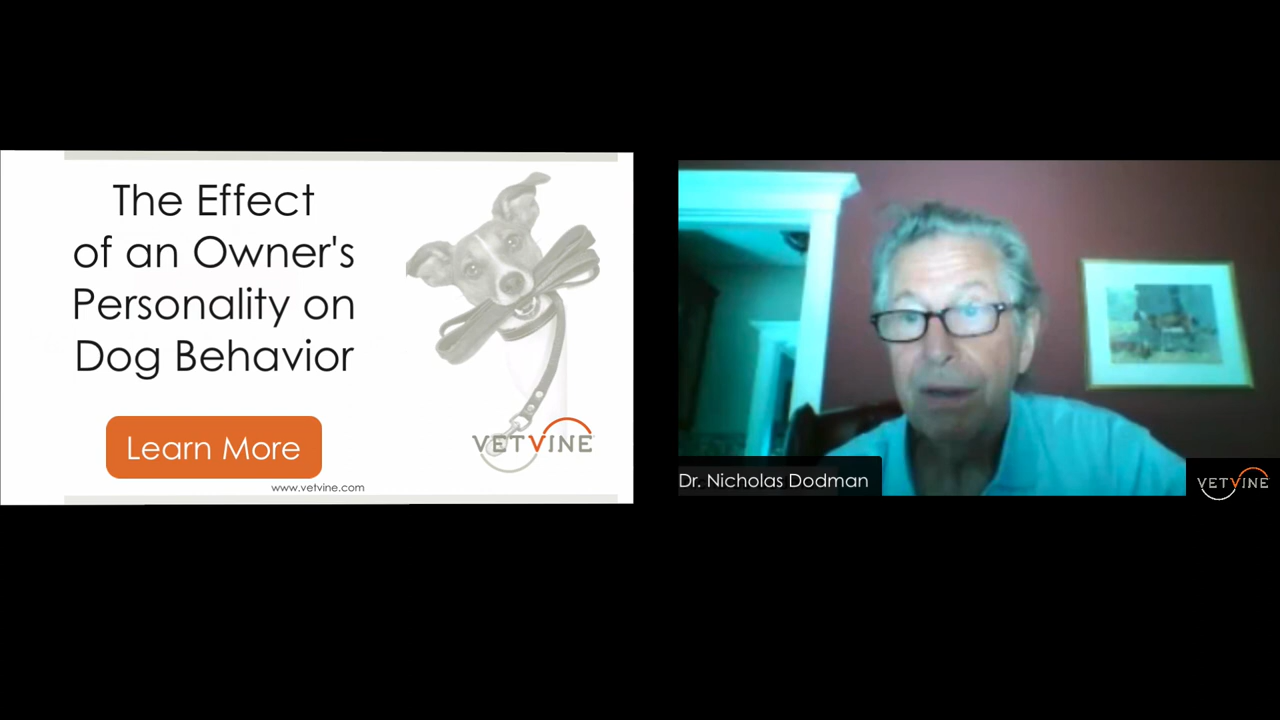 The Effect
of an Owner's
Personality on
Dog Behavior
Learn More
VETVINE
www.vetvine.com
Dr. Nicholas Dodman
VETVINE